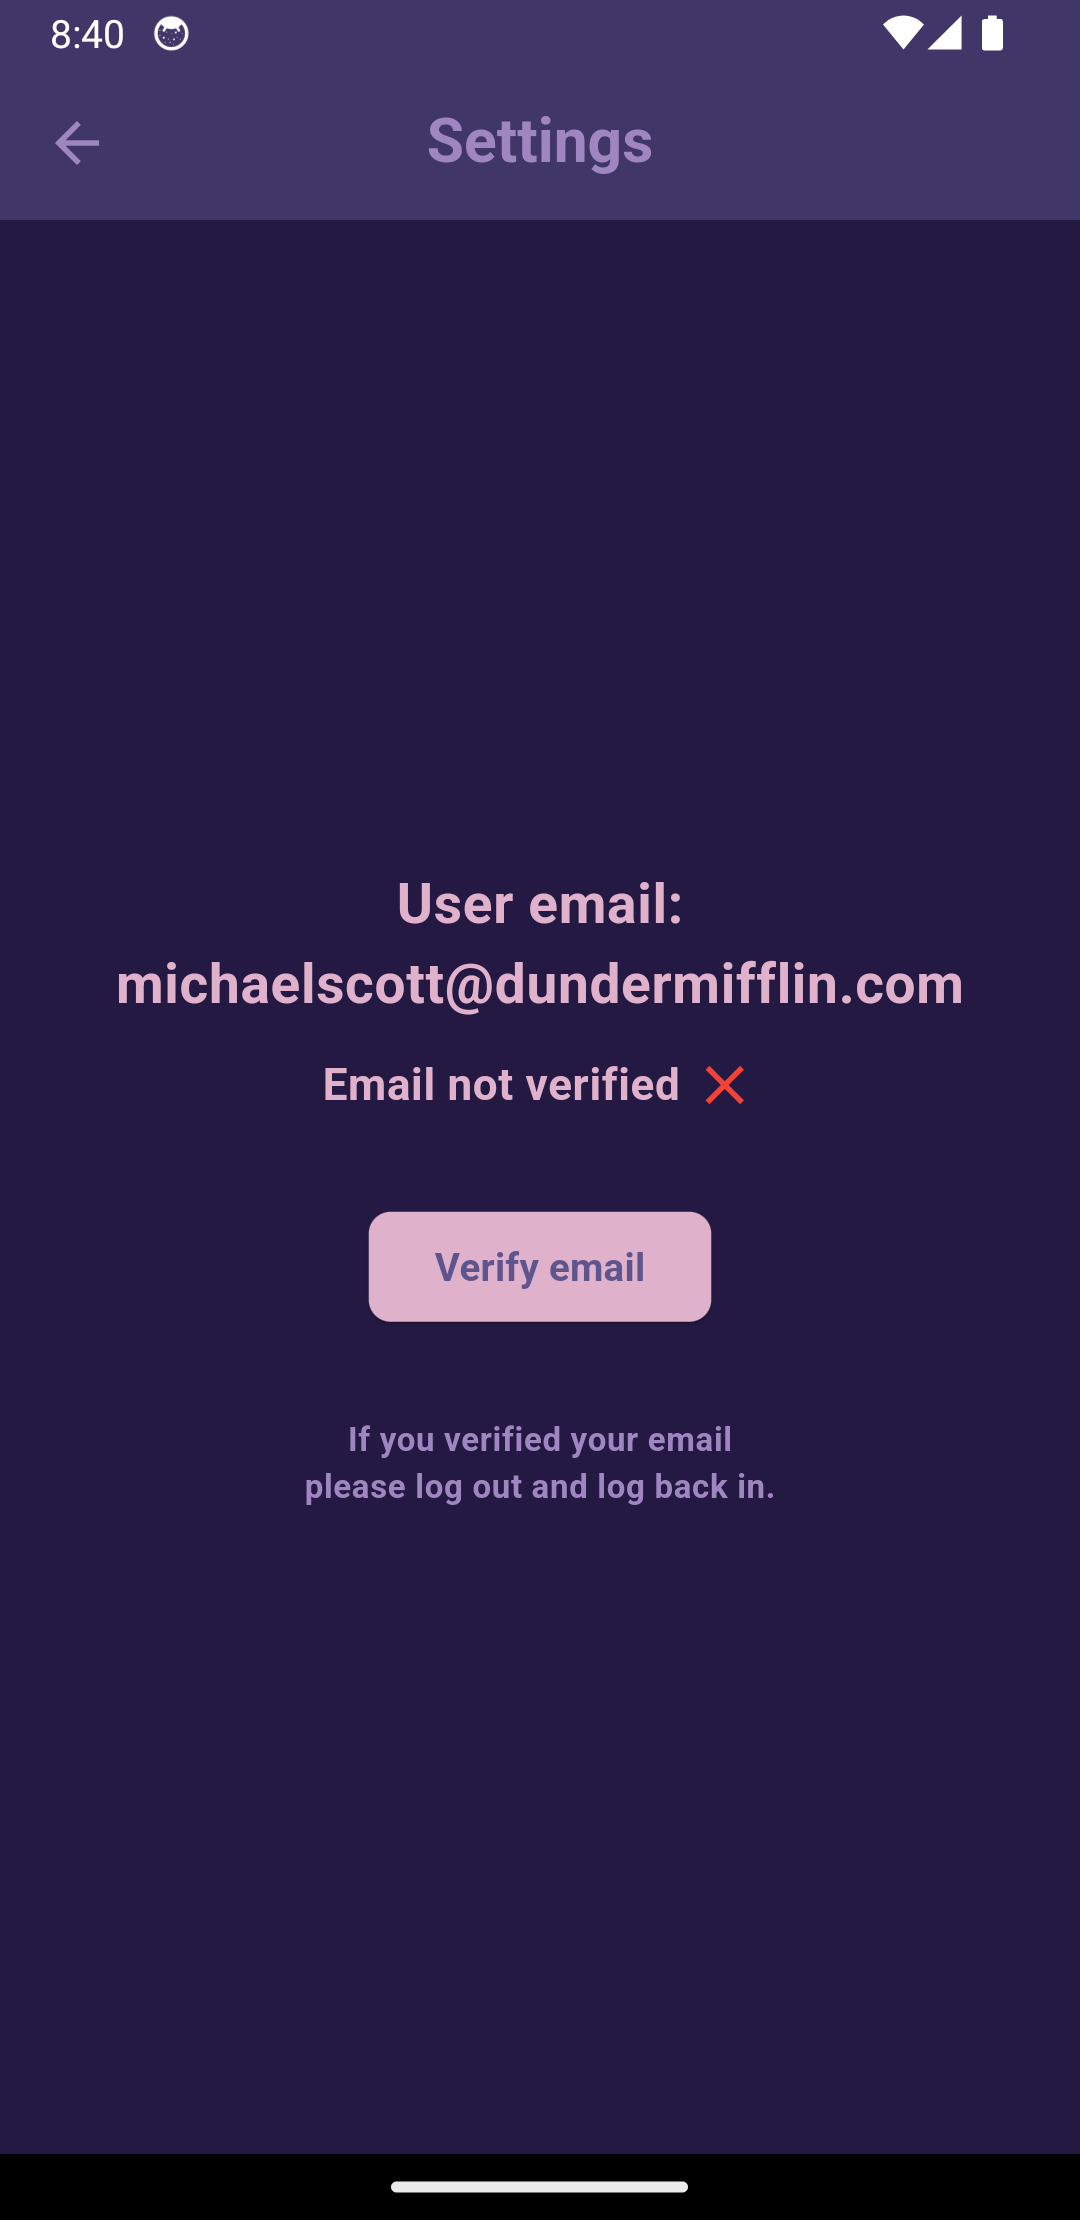 8:40
Settings
User email:
michaelscott@dundermifflin.com
Email not verified
Verify email
If you verified your email
please log out and log back in.